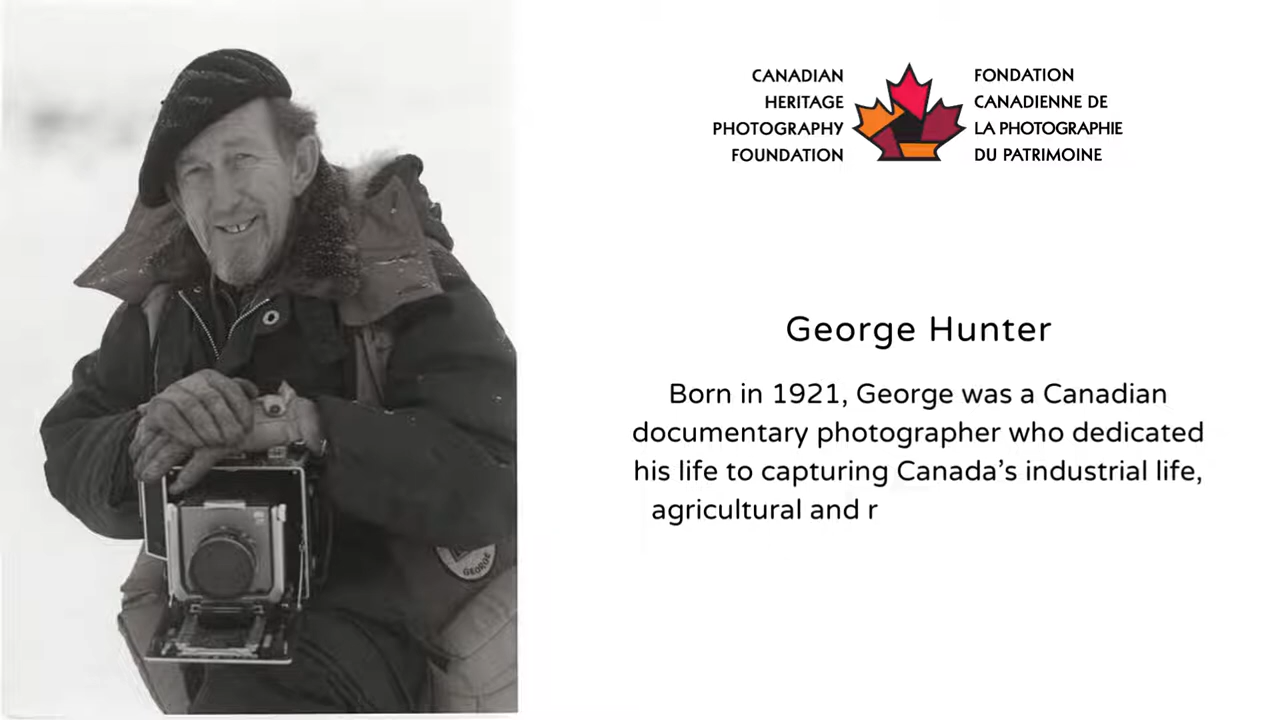 CANADIAN
HERITAGE
PHOTOGRAPHY
FOUNDATION
FONDATION
CANADIENNE DE
LA PHOTOGRAPHIE
DU PATRIMOINE
George Hunter
Born in 1921, George was a Canadian
documentary photographer who dedicated
his life to capturing Canada’s industrial life,
agricultural and r
GEORGE